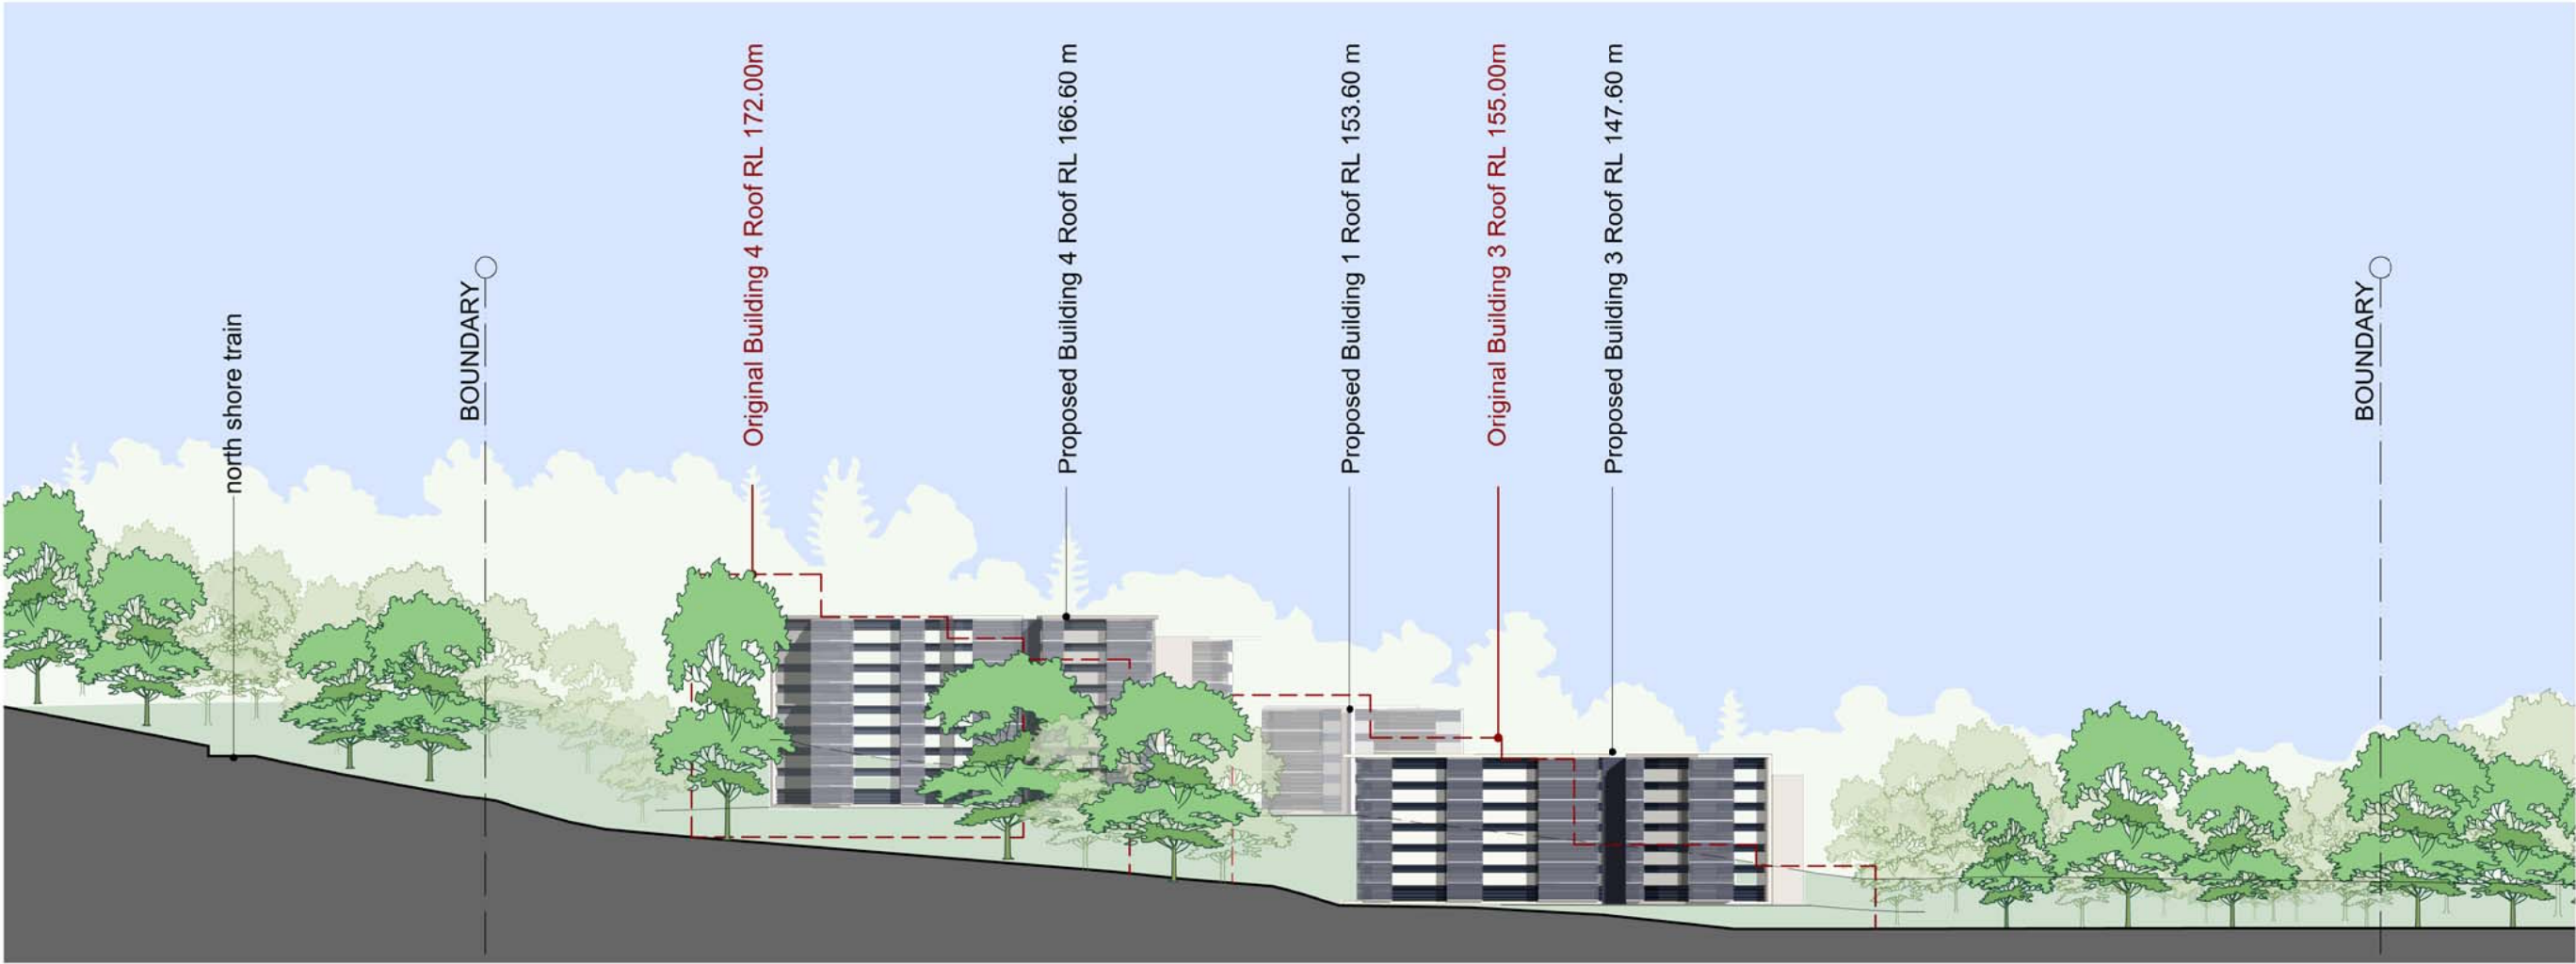 north shore train
BOUNDARY
Original Building 4 Roof RL 172.00m
Proposed Building 4 Roof RL 166.60 m
Proposed Building 1 Roof RL 153.60 m
Original Building 3 Roof RL 155.00m
Proposed Building 3 Roof RL 147.60 m
BOUNDARY